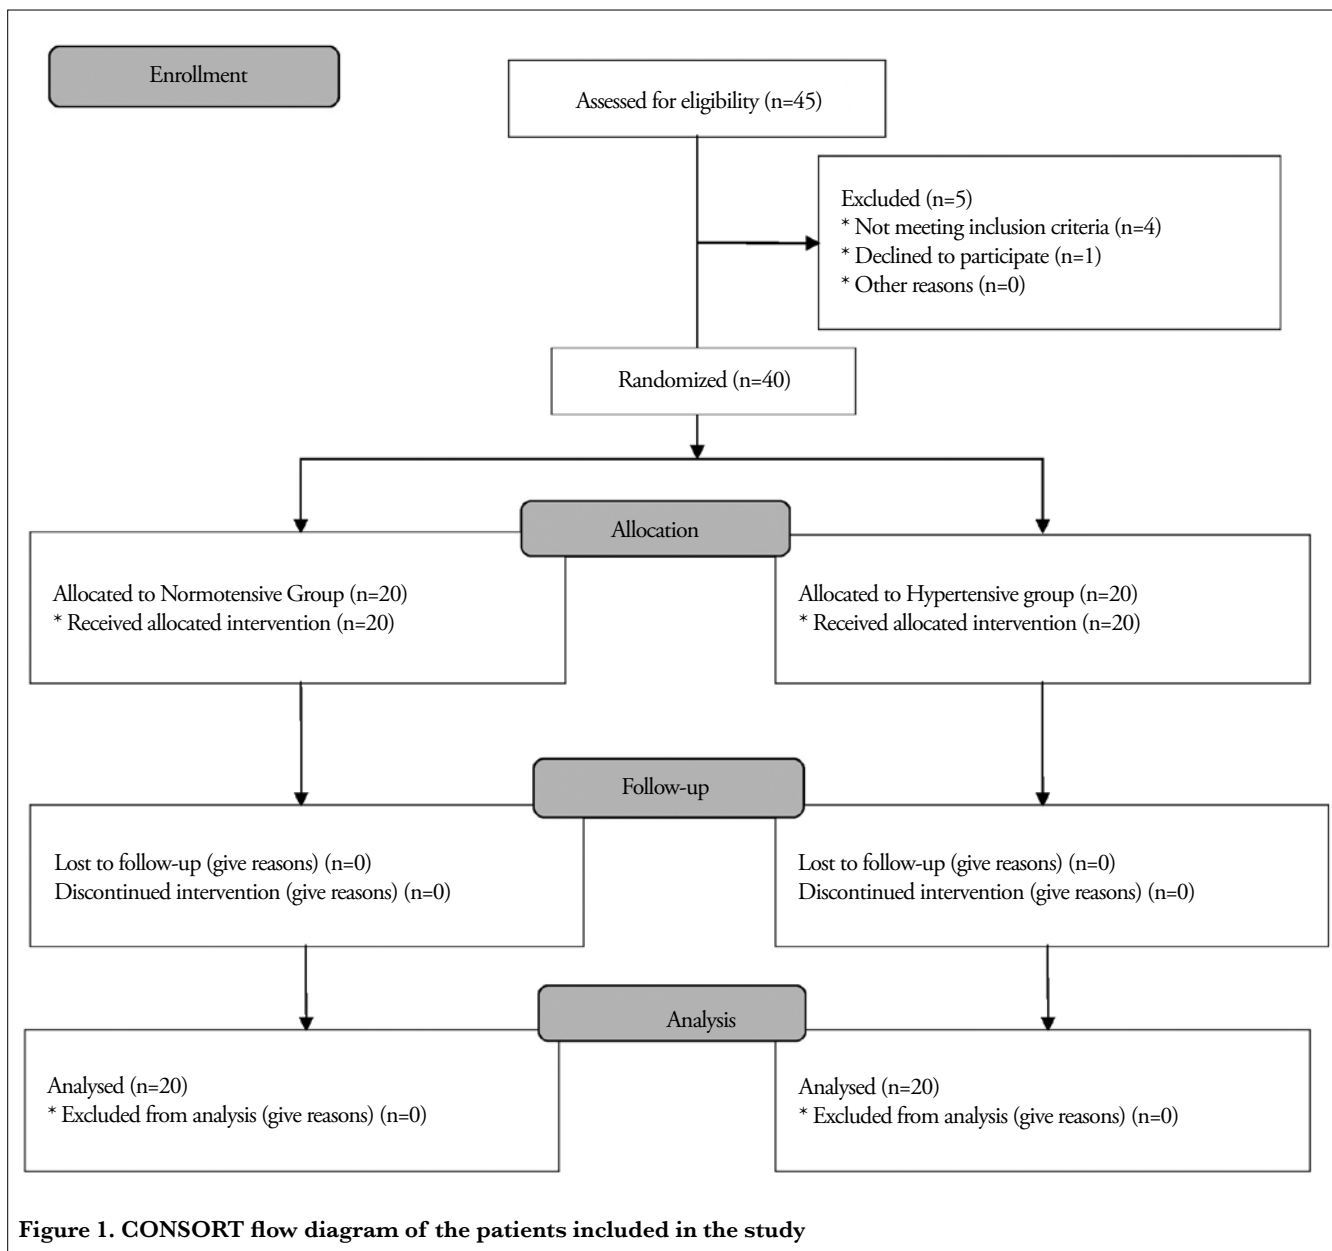 Enrollment
Assessed for eligibility (n=45)
Excluded (n=5)
* Not meeting inclusion criteria (n=4)
* Declined to participate (n=1)
* Other reasons (n=0)
Randomized (n=40)
Allocation
Allocated to Normotensive Group (n=20)
* Received allocated intervention (n=20)
Allocated to Hypertensive group (n=20)
* Received allocated intervention (n=20)
Follow-up
Lost to follow-up (give reasons) (n=0)
Discontinued intervention (give reasons) (n=0)
Lost to follow-up (give reasons) (n=0)
Discontinued intervention (give reasons) (n=0)
Analysis
Analysed (n=20)
* Excluded from analysis (give reasons) (n=0)
Analysed (n=20)
* Excluded from analysis (give reasons) (n=0)
Figure 1. CONSORT flow diagram of the patients included in the study